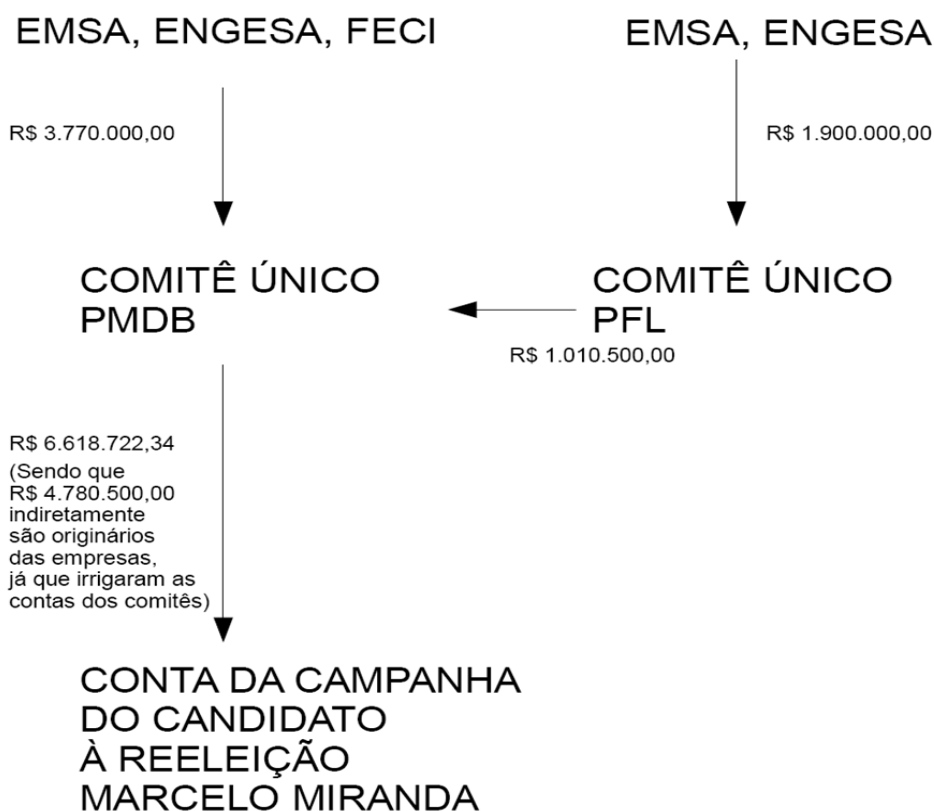 EMSA, ENGESA, FECI
EMSA, ENGESA
R$ 3.770.000,00
R$ 1.900.000,00
COMITÊ ÚNICO
PMDB
COMITÊ ÚNICO
PFL
R$ 1.010.500,00
R$ 6.618.722,34
(Sendo que
R$ 4.780.500,00
indiretamente
são originários
das empresas,
já que irrigaram as
contas dos comitês)
CONTA DA CAMPANHA
DO CANDIDATO
À REELEIÇÃO
MARCELO MIRANDA